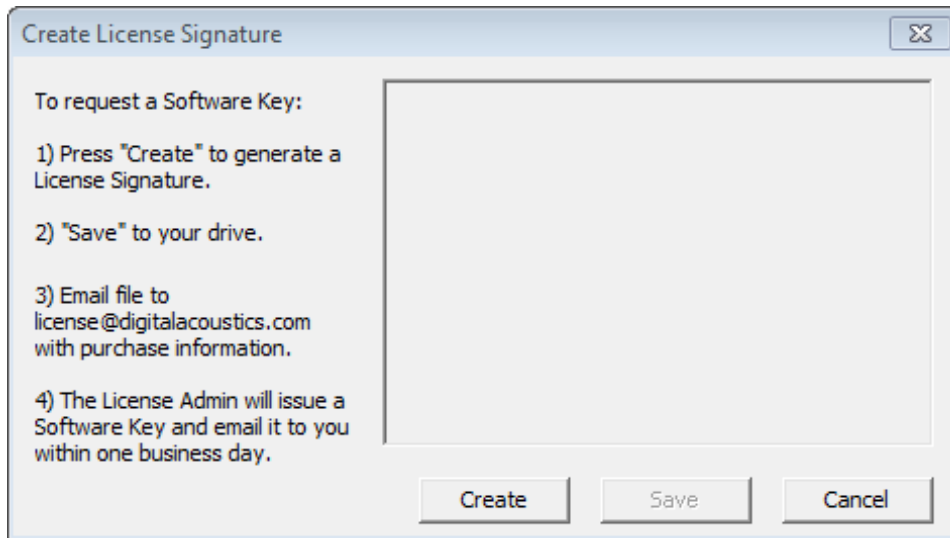 Create License Signature
To request a Software Key:
1) Press "Create" to generate a
License Signature.
2) "Save" to your drive.
3) Email file to
license@digitalacoustics.com
with purchase information.
4) The License Admin will issue a
Software Key and email it to you
within one business day.
Create
Save
Cancel